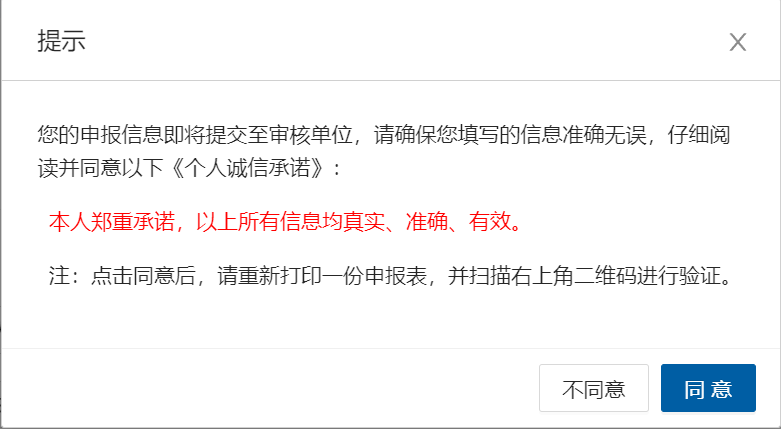 提示
您的申报信息即将提交至审核单位，请确保您填写的信息准确无误，仔细阅
读并同意以下《个人诚信承诺》：
本人郑重承诺，以上所有信息均真实、准确、有效。
注：点击同意后，请重新打印一份申报表，并扫描右上角二维码进行验证。
不同意
同 意